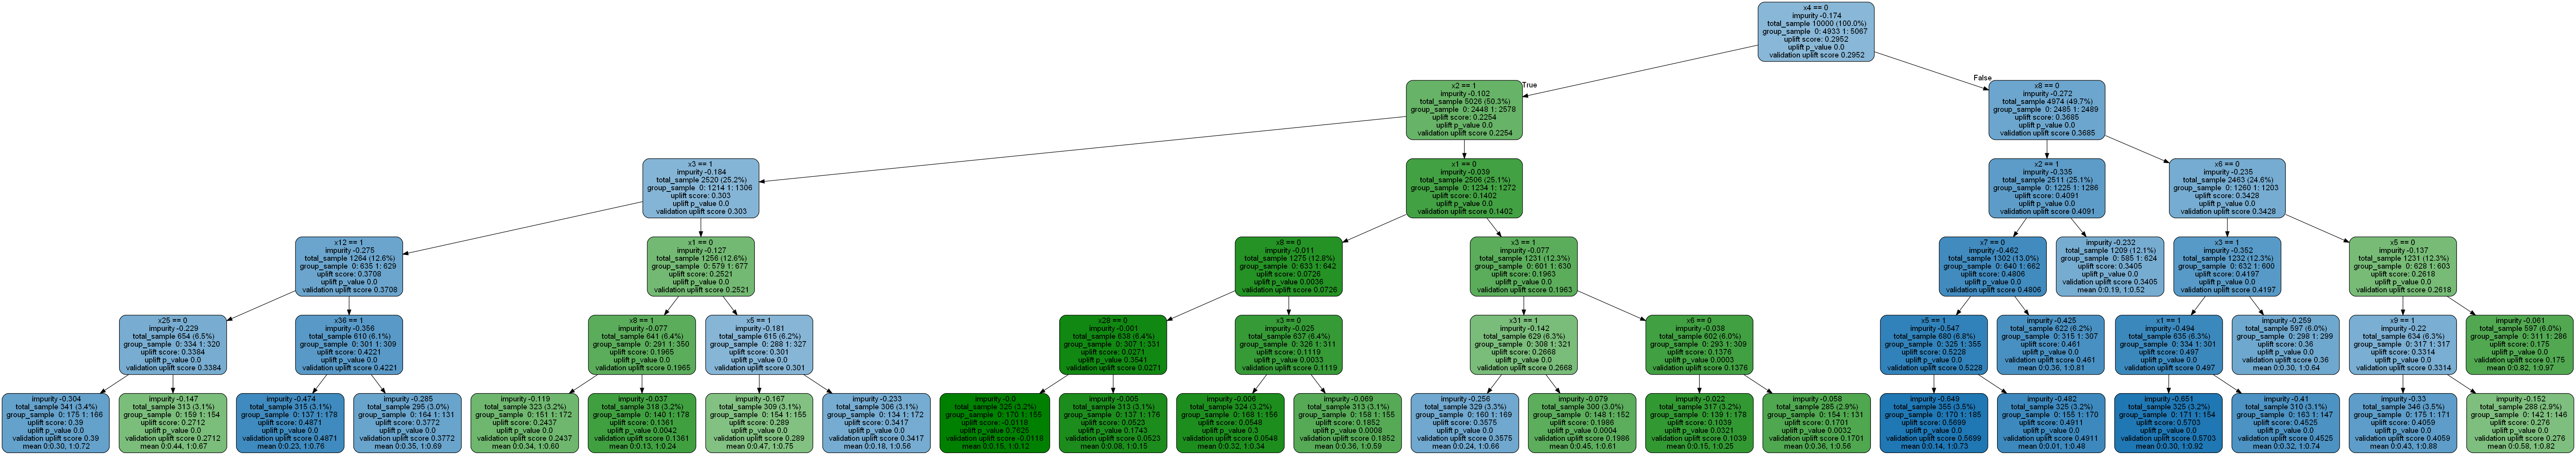 x4 == 0
impurity -0.174
total_sample 10000 (100.0%)
group_sample 0: 4933 1: 5067
uplift score: 0.2952
uplift p_value 0.0
validation uplift score 0.2952
True
False
x2 == 1
impurity -0.102
total_sample 5026 (50.3%)
group_sample 0: 2448 1: 2578
uplift score: 0.2254
uplift p_value 0.0
validation uplift score 0.2254
x8 == 0
impurity -0.272
total_sample 4974 (49.7%)
group_sample 0: 2485 1: 2489
uplift score: 0.3685
uplift p_value 0.0
validation uplift score 0.3685
x3 == 1
impurity -0.184
total_sample 2520 (25.2%)
group_sample 0: 1214 1: 1306
uplift score: 0.303
uplift p_value 0.0
validation uplift score 0.303
x1 == 0
impurity -0.039
total_sample 2506 (25.1%)
group_sample 0: 1234 1: 1272
uplift score: 0.1402
uplift p_value 0.0
validation uplift score 0.1402
x2 == 1
impurity -0.335
total_sample 2511 (25.1%)
group_sample 0: 1225 1: 1286
uplift score: 0.4091
uplift p_value 0.0
validation uplift score 0.4091
x6 == 0
impurity -0.235
total_sample 2463 (24.6%)
group_sample 0: 1260 1: 1203
uplift score: 0.3428
uplift p_value 0.0
validation uplift score 0.3428
x12 == 1
impurity -0.275
total_sample 1264 (12.6%)
group_sample 0: 635 1: 629
uplift score: 0.3708
uplift p_value 0.0
validation uplift score 0.3708
x1 == 0
impurity -0.127
total_sample 1256 (12.6%)
group_sample 0: 579 1: 677
uplift score: 0.2521
uplift p_value 0.0
validation uplift score 0.2521
x8 == 0
impurity -0.011
total_sample 1275 (12.8%)
group_sample 0: 633 1: 642
uplift score: 0.0726
uplift p_value 0.0036
validation uplift score 0.0726
x3 == 1
impurity -0.077
total_sample 1231 (12.3%)
group_sample 0: 601 1: 630
uplift score: 0.1963
uplift p_value 0.0
validation uplift score 0.1963
x7 == 0
impurity -0.462
total_sample 1302 (13.0%)
group_sample 0: 640 1: 662
uplift score: 0.4806
uplift p_value 0.0
validation uplift score 0.4806
impurity -0.232
total_sample 1209 (12.1%)
group_sample 0: 585 1: 624
uplift score: 0.3405
uplift p_value 0.0
validation uplift score 0.3405
mean 0:0.19, 1:0.52
x3 == 1
impurity -0.352
total_sample 1232 (12.3%)
group_sample 0: 632 1: 600
uplift score: 0.4197
uplift p_value 0.0
validation uplift score 0.4197
x5 == 0
impurity -0.137
total_sample 1231 (12.3%)
group_sample 0: 628 1: 603
uplift score: 0.2618
uplift p_value 0.0
validation uplift score 0.2618
x25 == 0
impurity -0.229
total_sample 654 (6.5%)
group_sample 0: 334 1: 320
uplift score: 0.3384
uplift p_value 0.0
validation uplift score 0.3384
x36 == 1
impurity -0.356
total_sample 610 (6.1%)
group_sample 0: 301 1: 309
uplift score: 0.4221
uplift p_value 0.0
validation uplift score 0.4221
x8 == 1
impurity -0.077
total_sample 641 (6.4%)
group_sample 0: 291 1: 350
uplift score: 0.1965
uplift p_value 0.0
validation uplift score 0.1965
x5 == 1
impurity -0.181
total_sample 615 (6.2%)
group_sample 0: 288 1: 327
uplift score: 0.301
uplift p_value 0.0
validation uplift score 0.301
x28 == 0
impurity -0.001
total_sample 638 (6.4%)
group_sample 0: 307 1: 331
uplift score: 0.0271
uplift p_value 0.3541
validation uplift score 0.0271
x3 == 0
impurity -0.025
total_sample 637 (6.4%)
group_sample 0: 326 1: 311
uplift score: 0.1119
uplift p_value 0.0033
validation uplift score 0.1119
x31 == 1
impurity -0.142
total_sample 629 (6.3%)
group_sample 0: 308 1: 321
uplift score: 0.2668
uplift p_value 0.0
validation uplift score 0.2668
x6 == 0
impurity -0.038
total_sample 602 (6.0%)
group_sample 0: 293 1: 309
uplift score: 0.1376
uplift p_value 0.0003
validation uplift score 0.1376
x5 == 1
impurity -0.547
total_sample 680 (6.8%)
group_sample 0: 325 1: 355
uplift score: 0.5228
uplift p_value 0.0
validation uplift score 0.5228
impurity -0.425
total_sample 622 (6.2%)
group_sample 0: 315 1: 307
uplift score: 0.461
uplift p_value 0.0
validation uplift score 0.461
mean 0:0.36, 1:0.81
x1 == 1
impurity -0.494
total_sample 635 (6.3%)
group_sample 0: 334 1: 301
uplift score: 0.497
uplift p_value 0.0
validation uplift score 0.497
impurity -0.259
total_sample 597 (6.0%)
group_sample 0: 298 1: 299
uplift score: 0.36
uplift p_value 0.0
validation uplift score 0.36
mean 0:0.30, 1:0.64
x9 == 1
impurity -0.22
total_sample 634 (6.3%)
group_sample 0: 317 1: 317
uplift score: 0.3314
uplift p_value 0.0
validation uplift score 0.3314
impurity -0.061
total_sample 597 (6.0%)
group_sample 0: 311 1: 286
uplift score: 0.175
uplift p_value 0.0
validation uplift score 0.175
mean 0:0.82, 1:0.97
impurity -0.304
total_sample 341 (3.4%)
group_sample 0: 175 1: 166
uplift score: 0.39
uplift p_value 0.0
validation uplift score 0.39
mean 0:0.30, 1:0.72
impurity -0.147
total_sample 313 (3.1%)
group_sample 0: 159 1: 154
uplift score: 0.2712
uplift p_value 0.0
validation uplift score 0.2712
mean 0:0.44, 1:0.67
impurity -0.474
total_sample 315 (3.1%)
group_sample 0: 137 1: 178
uplift score: 0.4871
uplift p_value 0.0
validation uplift score 0.4871
mean 0:0.23, 1:0.76
impurity -0.285
total_sample 295 (3.0%)
group_sample 0: 164 1: 131
uplift score: 0.3772
uplift p_value 0.0
validation uplift score 0.3772
mean 0:0.35, 1:0.69
impurity -0.119
total_sample 323 (3.2%)
group_sample 0: 151 1: 172
uplift score: 0.2437
uplift p_value 0.0
validation uplift score 0.2437
mean 0:0.34, 1:0.60
impurity -0.037
total_sample 318 (3.2%)
group_sample 0: 140 1: 178
uplift score: 0.1361
uplift p_value 0.0042
validation uplift score 0.1361
mean 0:0.13, 1:0.24
impurity -0.167
total_sample 309 (3.1%)
group_sample 0: 154 1: 155
uplift score: 0.289
uplift p_value 0.0
validation uplift score 0.289
mean 0:0.47, 1:0.75
impurity -0.233
total_sample 306 (3.1%)
group_sample 0: 134 1: 172
uplift score: 0.3417
uplift p_value 0.0
validation uplift score 0.3417
mean 0:0.18, 1:0.56
impurity -0.0
total_sample 325 (3.2%)
group_sample 0: 170 1: 155
uplift score: -0.0118
uplift p_value 0.7625
validation uplift score -0.0118
mean 0:0.15, 1:0.12
impurity -0.005
total_sample 313 (3.1%)
group_sample 0: 137 1: 176
uplift score: 0.0523
uplift p_value 0.1743
validation uplift score 0.0523
mean 0:0.08, 1:0.15
impurity -0.006
total_sample 324 (3.2%)
group_sample 0: 168 1: 156
uplift score: 0.0548
uplift p_value 0.3
validation uplift score 0.0548
mean 0:0.32, 1:0.34
impurity -0.069
total_sample 313 (3.1%)
group_sample 0: 158 1: 155
uplift score: 0.1852
uplift p_value 0.0008
validation uplift score 0.1852
mean 0:0.36, 1:0.59
impurity -0.256
total_sample 329 (3.3%)
group_sample 0: 160 1: 169
uplift score: 0.3575
uplift p_value 0.0
validation uplift score 0.3575
mean 0:0.24, 1:0.66
impurity -0.079
total_sample 300 (3.0%)
group_sample 0: 148 1: 152
uplift score: 0.1986
uplift p_value 0.0004
validation uplift score 0.1986
mean 0:0.45, 1:0.61
impurity -0.022
total_sample 317 (3.2%)
group_sample 0: 139 1: 178
uplift score: 0.1039
uplift p_value 0.0321
validation uplift score 0.1039
mean 0:0.15, 1:0.25
impurity -0.058
total_sample 285 (2.9%)
group_sample 0: 154 1: 131
uplift score: 0.1701
uplift p_value 0.0032
validation uplift score 0.1701
mean 0:0.36, 1:0.56
impurity -0.649
total_sample 355 (3.5%)
group_sample 0: 170 1: 185
uplift score: 0.5699
uplift p_value 0.0
validation uplift score 0.5699
mean 0:0.14, 1:0.73
impurity -0.482
total_sample 325 (3.2%)
group_sample 0: 155 1: 170
uplift score: 0.4911
uplift p_value 0.0
validation uplift score 0.4911
mean 0:0.01, 1:0.48
impurity -0.651
total_sample 325 (3.2%)
group_sample 0: 171 1: 154
uplift score: 0.5703
uplift p_value 0.0
validation uplift score 0.5703
mean 0:0.30, 1:0.92
impurity -0.41
total_sample 310 (3.1%)
group_sample 0: 163 1: 147
uplift score: 0.4525
uplift p_value 0.0
validation uplift score 0.4525
mean 0:0.32, 1:0.74
impurity -0.33
total_sample 346 (3.5%)
group_sample 0: 175 1: 171
uplift score: 0.4059
uplift p_value 0.0
validation uplift score 0.4059
mean 0:0.43, 1:0.88
impurity -0.152
total_sample 288 (2.9%)
group_sample 0: 142 1: 146
uplift score: 0.276
uplift p_value 0.0
validation uplift score 0.276
mean 0:0.58, 1:0.82